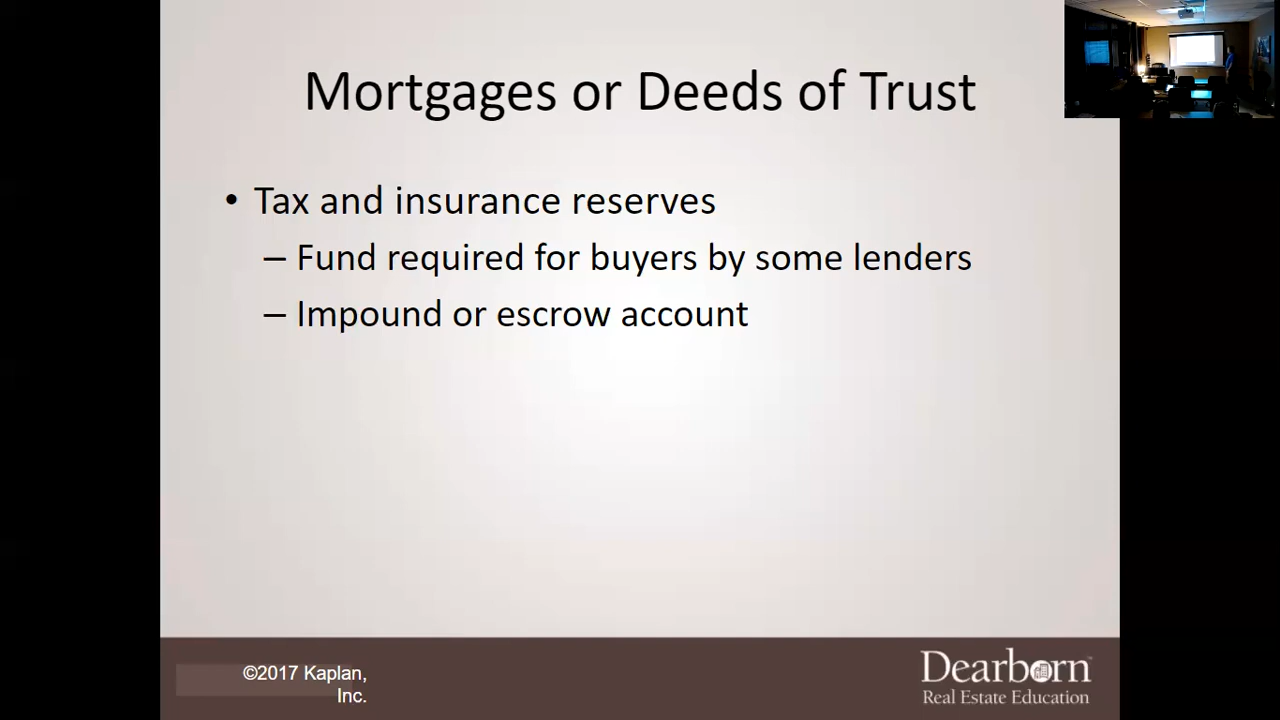 Mortgages or Deeds of Trust
• Tax and insurance reserves
– Fund required for buyers by some lenders
– Impound or escrow account
©2017 Kaplan,
Inc.
Dearborn™
Real Estate Education